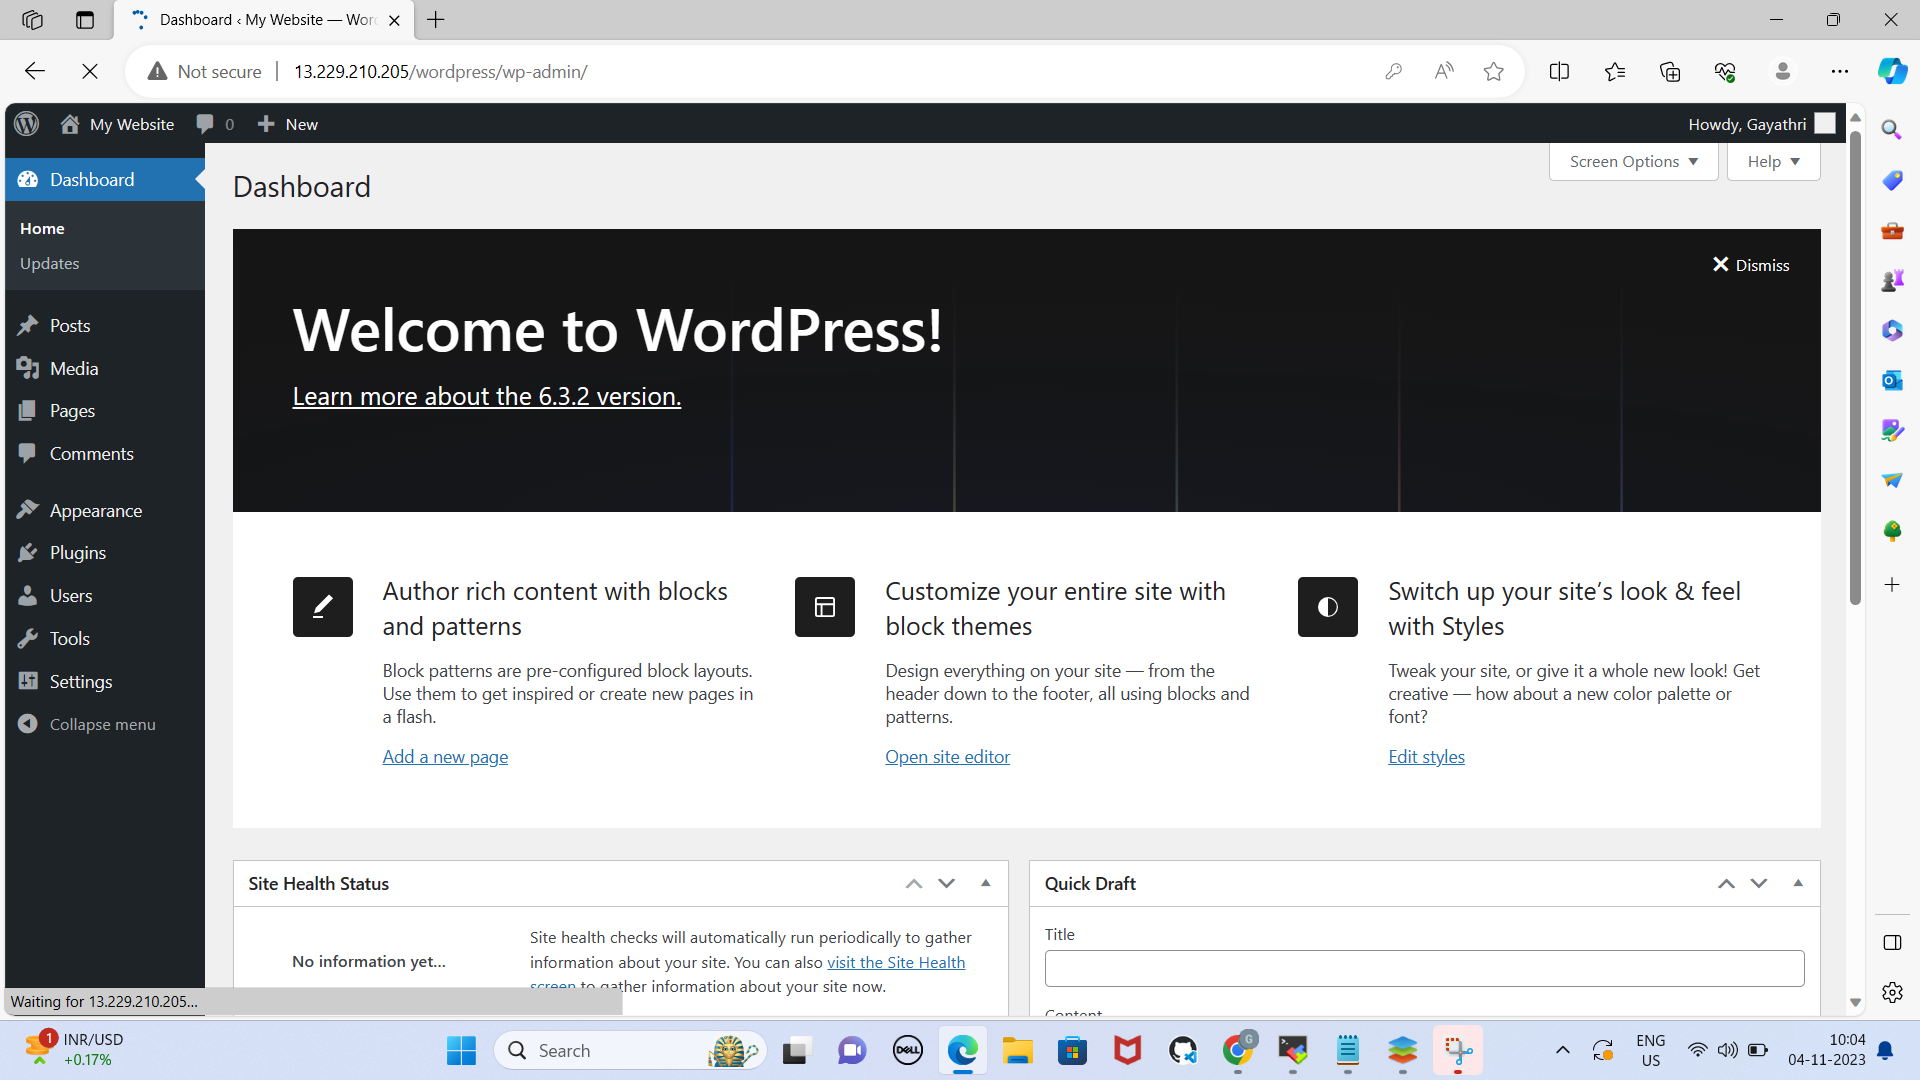 Dashboard ‹ My Website — Wor
Not secure
13.229.210.205/wordpress/wp-admin/
My Website
0
New
Howdy, Gayathri
Dashboard
Home
Updates
Posts
Media
Pages
Comments
Appearance
Plugins
Users
Tools
Settings
Collapse menu
Screen Options
Help
Dashboard
Dismiss
Welcome to WordPress!
Learn more about the 6.3.2 version.
Author rich content with blocks
and patterns
Block patterns are pre-configured block layouts.
Use them to get inspired or create new pages in
a flash.
Add a new page
Customize your entire site with
block themes
Design everything on your site — from the
header down to the footer, all using blocks and
patterns.
Open site editor
Switch up your site’s look & feel
with Styles
Tweak your site, or give it a whole new look! Get
creative — how about a new color palette or
font?
Edit styles
Site Health Status
No information yet...
Site health checks will automatically run periodically to gather
information about your site. You can also visit the Site Health
screen to gather information about your site now.
Quick Draft
Title
Content
Waiting for 13.229.210.205...
1
INR/USD
+0.17%
Search
DELL
G
ENG
US
10:04
04-11-2023